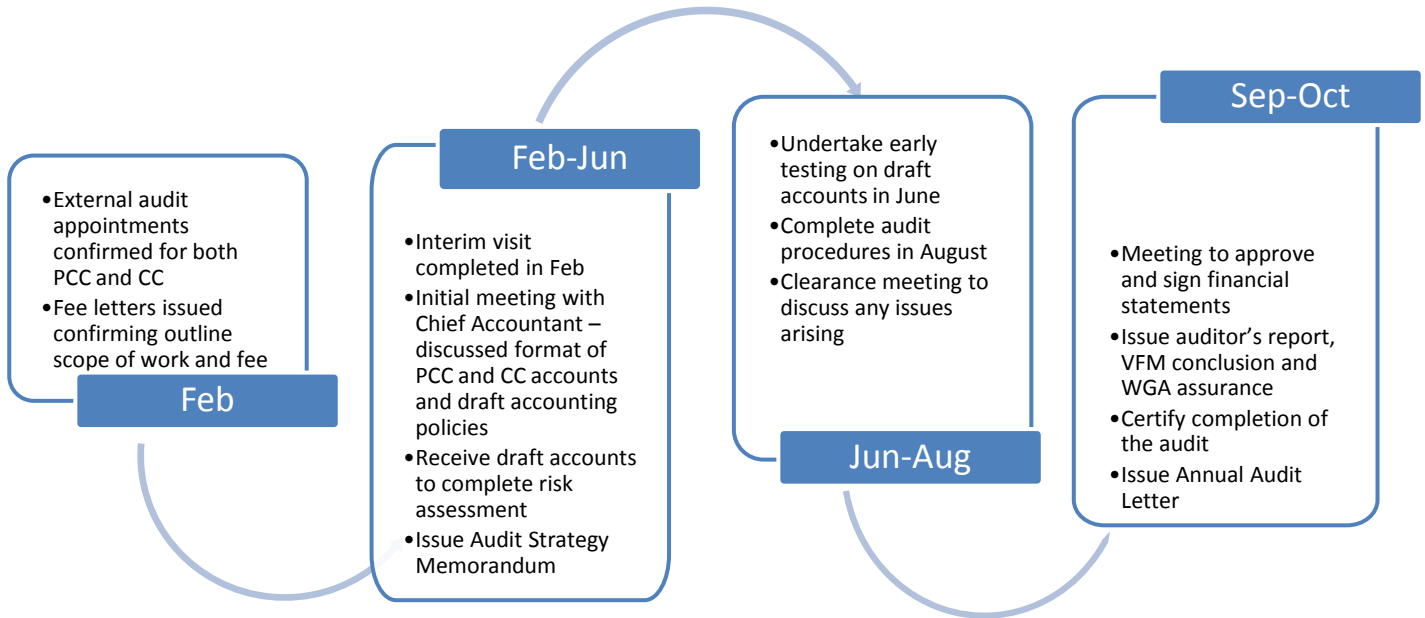 •External audit
appointments
confirmed for both
PCC and CC
•Fee letters issued
confirming outline
scope of work and fee
Feb
Feb-Jun
•Interim visit
completed in Feb
•Initial meeting with
Chief Accountant –
discussed format of
PCC and CC accounts
and draft accounting
policies
•Receive draft accounts
to complete risk
assessment
•Issue Audit Strategy
Memorandum
•Undertake early
testing on draft
accounts in June
•Complete audit
procedures in August
•Clearance meeting to
discuss any issues
arising
Jun-Aug
Sep-Oct
•Meeting to approve
and sign financial
statements
•Issue auditor’s report,
VFM conclusion and
WGA assurance
•Certify completion of
the audit
•Issue Annual Audit
Letter